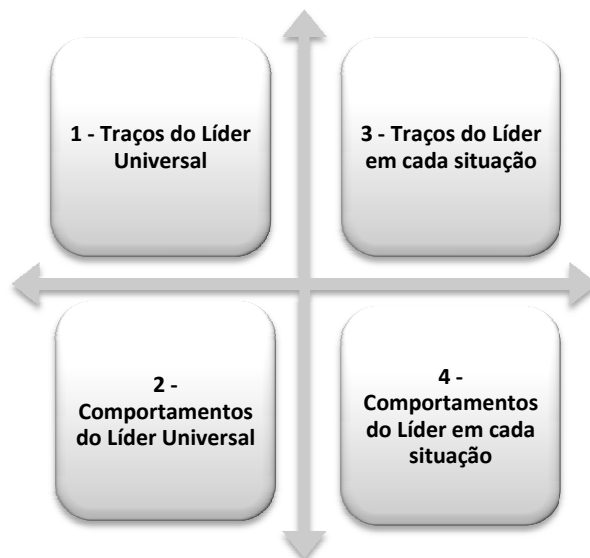 1 - Traços do Líder
Universal
3 - Traços do Líder
em cada situação
2 -
Comportamentos
do Líder Universal
4 -
Comportamentos
do Líder em cada
situação